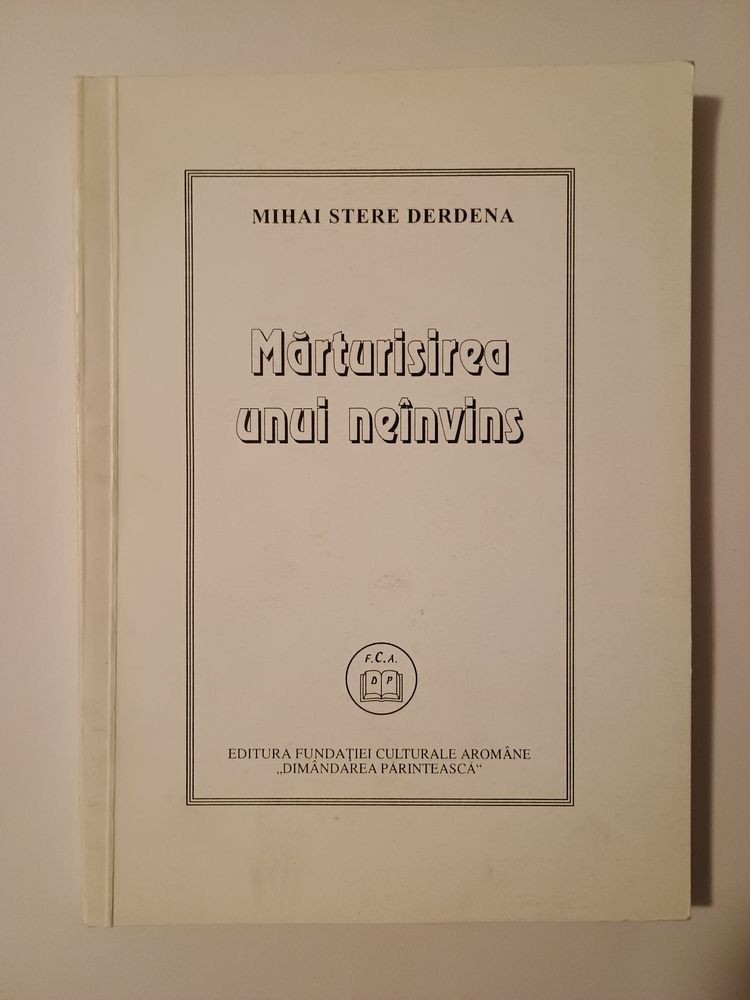 MIHAI STERE DERDENA
Mărturisirea
unui neînvins
F.C.A.
D P
EDITURA FUNDAȚIEI CULTURALE AROMÂNE
„DIMÂNDAREA PĂRINTEASCĂ“